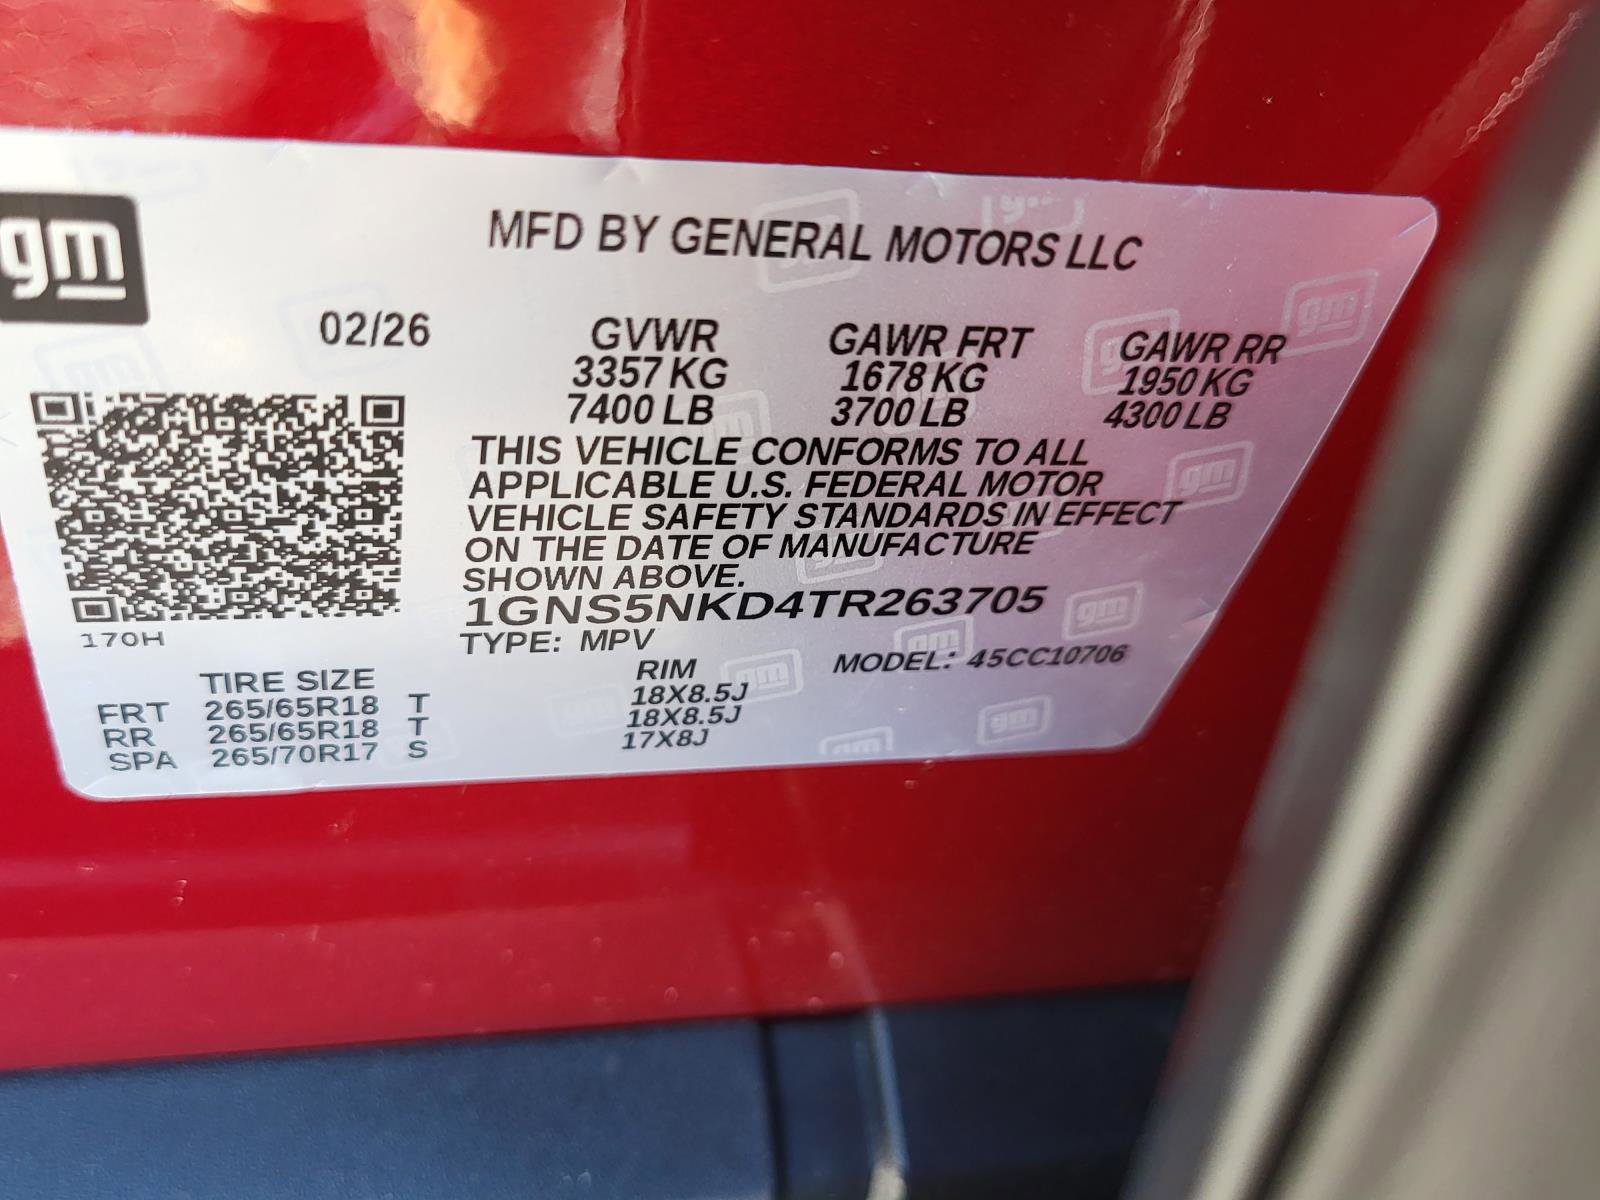 gm
MFD BY GENERAL MOTORS LLC
02/26
GVWR GAWR FRT GAWR RR
3357 KG 1678 KG 1950 KG
7400 LB 3700 LB 4300 LB
THIS VEHICLE CONFORMS TO ALL
APPLICABLE U.S. FEDERAL MOTOR
VEHICLE SAFETY STANDARDS IN EFFECT
ON THE DATE OF MANUFACTURE
SHOWN ABOVE.
1GNS5NKD4TR263705
170H
TYPE: MPV
MODEL: 45CC10706
TIRE SIZE RIM
FRT 265/65R18 T 18X8.5J
RR 265/65R18 T 18X8.5J
SPA 265/70R17 S 17X8J